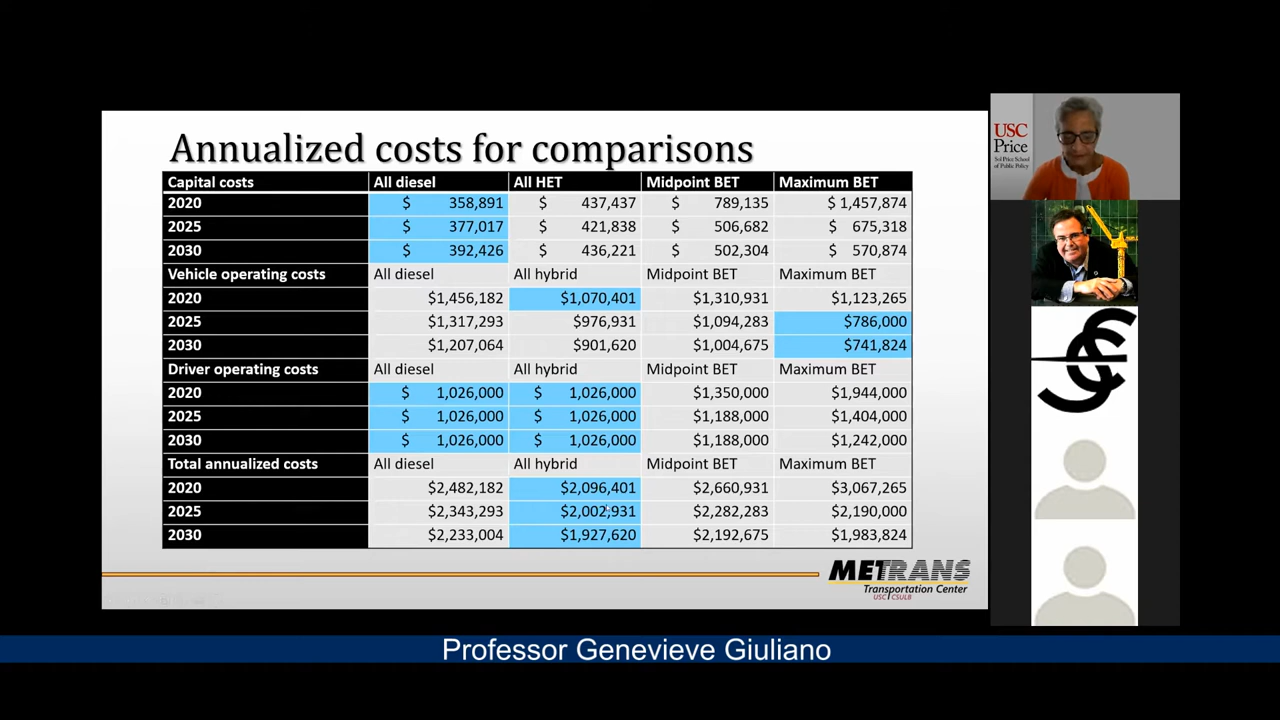 Annualized costs for comparisons
Capital costs All diesel All HET Midpoint BET Maximum BET
2020 $ 358,891 $ 437,437 $ 789,135 $ 1,457,874
2025 $ 377,017 $ 421,838 $ 506,682 $ 675,318
2030 $ 392,426 $ 436,221 $ 502,304 $ 570,874
Vehicle operating costs All diesel All hybrid Midpoint BET Maximum BET
2020 $1,456,182 $1,070,401 $1,310,931 $1,123,265
2025 $1,317,293 $976,931 $1,094,283 $786,000
2030 $1,207,064 $901,620 $1,004,675 $741,824
Driver operating costs All diesel All hybrid Midpoint BET Maximum BET
2020 $ 1,026,000 $ 1,026,000 $1,350,000 $1,944,000
2025 $ 1,026,000 $ 1,026,000 $1,188,000 $1,404,000
2030 $ 1,026,000 $ 1,026,000 $1,188,000 $1,242,000
Total annualized costs All diesel All hybrid Midpoint BET Maximum BET
2020 $2,482,182 $2,096,401 $2,660,931 $3,067,265
2025 $2,343,293 $2,002,931 $2,282,283 $2,190,000
2030 $2,233,004 $1,927,620 $2,192,675 $1,983,824
METRANS
Transportation Center
USC | CSULB
USC
Price
Sol Price School
of Public Policy
Professor Genevieve Giuliano